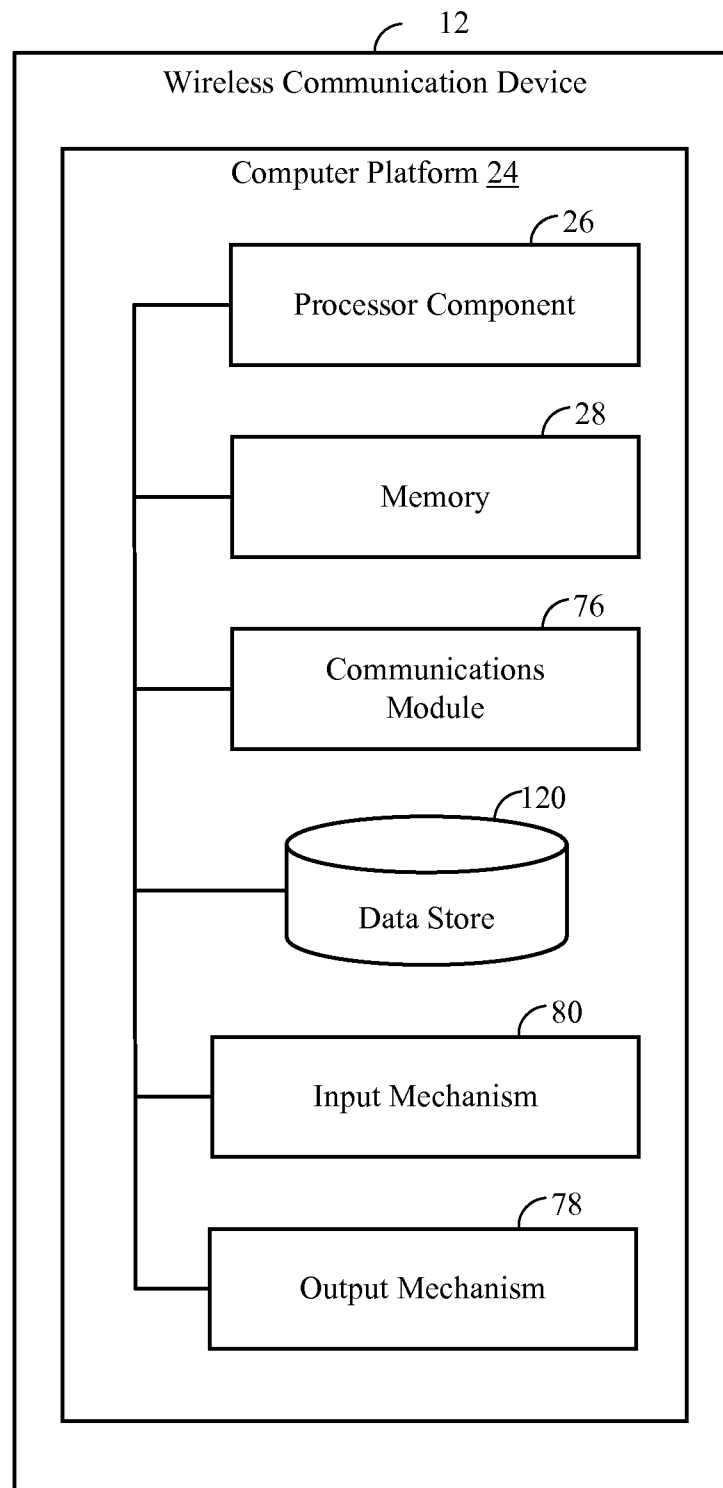 12
Wireless Communication Device
Computer Platform 24
26
Processor Component
28
Memory
76
Communications
Module
120
Data Store
80
Input Mechanism
78
Output Mechanism